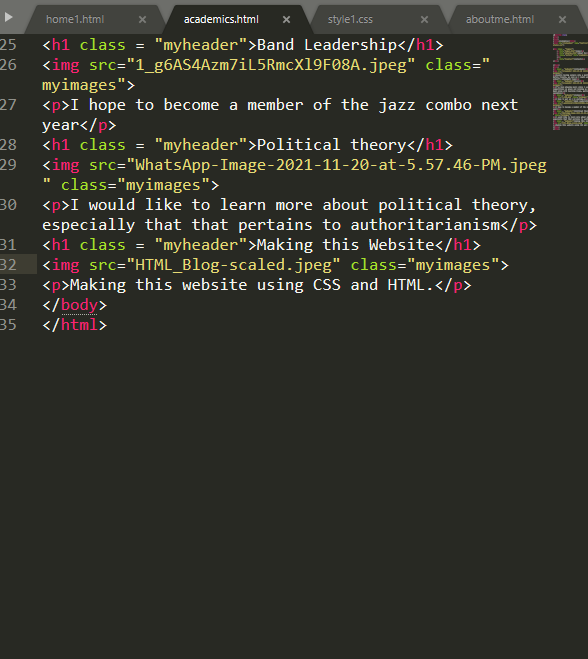 home1.html × academics.html × style1.css × aboutme.html ×
25 <h1 class = "myheader">Band Leadership</h1>
26 <img src="1_g6AS4Azm7iL5RmcXl9F08A.jpeg" class="
myimages">
27 <p>I hope to become a member of the jazz combo next
year</p>
28 <h1 class = "myheader">Political theory</h1>
29 <img src="WhatsApp-Image-2021-11-20-at-5.57.46-PM.jpeg
" class="myimages">
30 <p>I would like to learn more about political theory,
especially that that pertains to authoritarianism</p>
31 <h1 class = "myheader">Making this Website</h1>
32 <img src="HTML_Blog-scaled.jpeg" class="myimages">
33 <p>Making this website using CSS and HTML.</p>
34 </body>
35 </html>